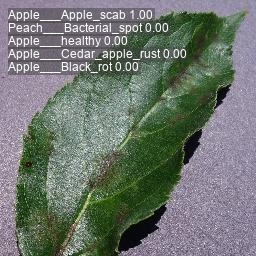 Apple___Apple_scab 1.00
Peach___Bacterial_spot 0.00
Apple___healthy 0.00
Apple___Cedar_apple_rust 0.00
Apple___Black_rot 0.00